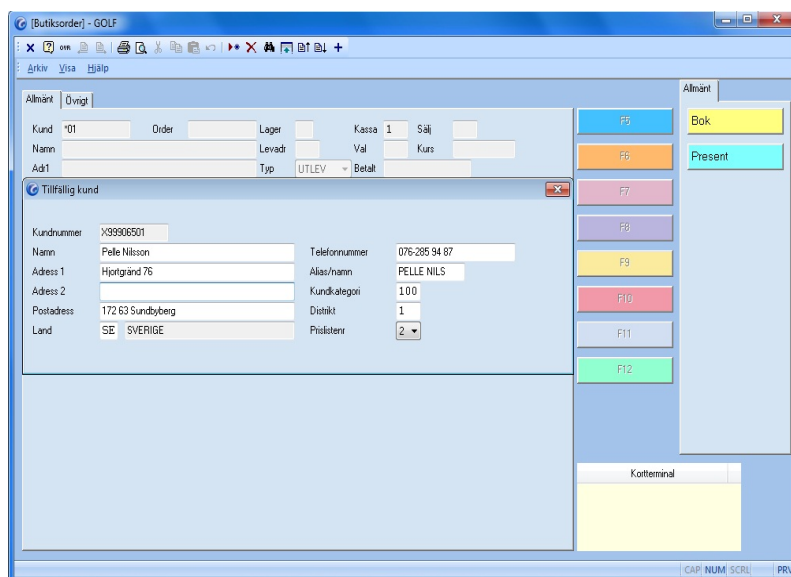 [Butiksorder] - GOLF
OVR
Arkiv Visa Hjälp
Allmänt Övrigt
Allmänt
Kund *01 Order Lager Kassa 1 Sälj
Namn Levadr Val Kurs
Adr1 Typ UTLEV Betalt
F5
F6
F7
F8
F9
F10
F11
F12
Bok
Present
Tillfällig kund
Kundnummer X99906501
Namn Pelle Nilsson Telefonnummer 076-285 94 87
Adress 1 Hjortgränd 76 Alias/namn PELLE NILS
Adress 2 Kundkategori 100
Postadress 172 63 Sundbyberg Distrikt 1
Land SE SVERIGE Prislistenr 2
Kortterminal
CAP NUM SCRL PRV